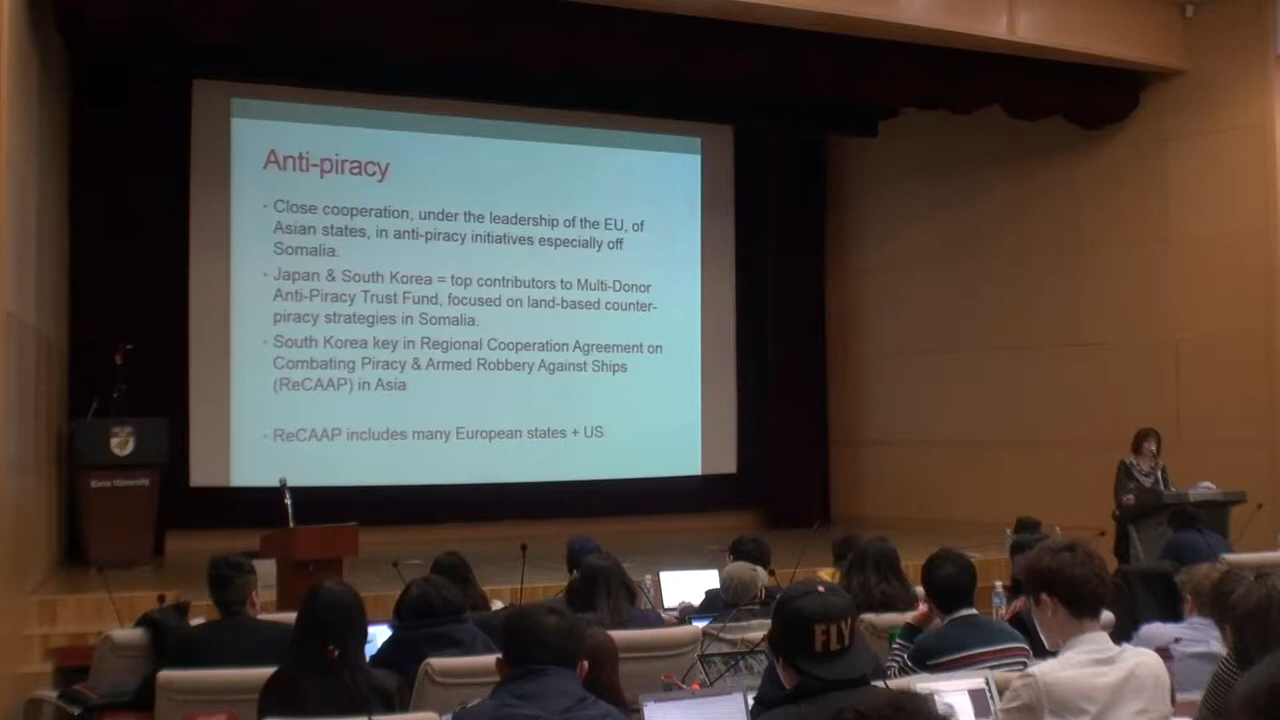 Anti-piracy
Close cooperation, under the leadership of the EU, of
Asian states, in anti-piracy initiatives especially off
Somalia.
Japan & South Korea = top contributors to Multi-Donor
Anti-Piracy Trust Fund, focused on land-based counter-
piracy strategies in Somalia.
South Korea key in Regional Cooperation Agreement on
Combating Piracy & Armed Robbery Against Ships
(ReCAAP) in Asia
ReCAAP includes many European states + US
Korea University
FLY